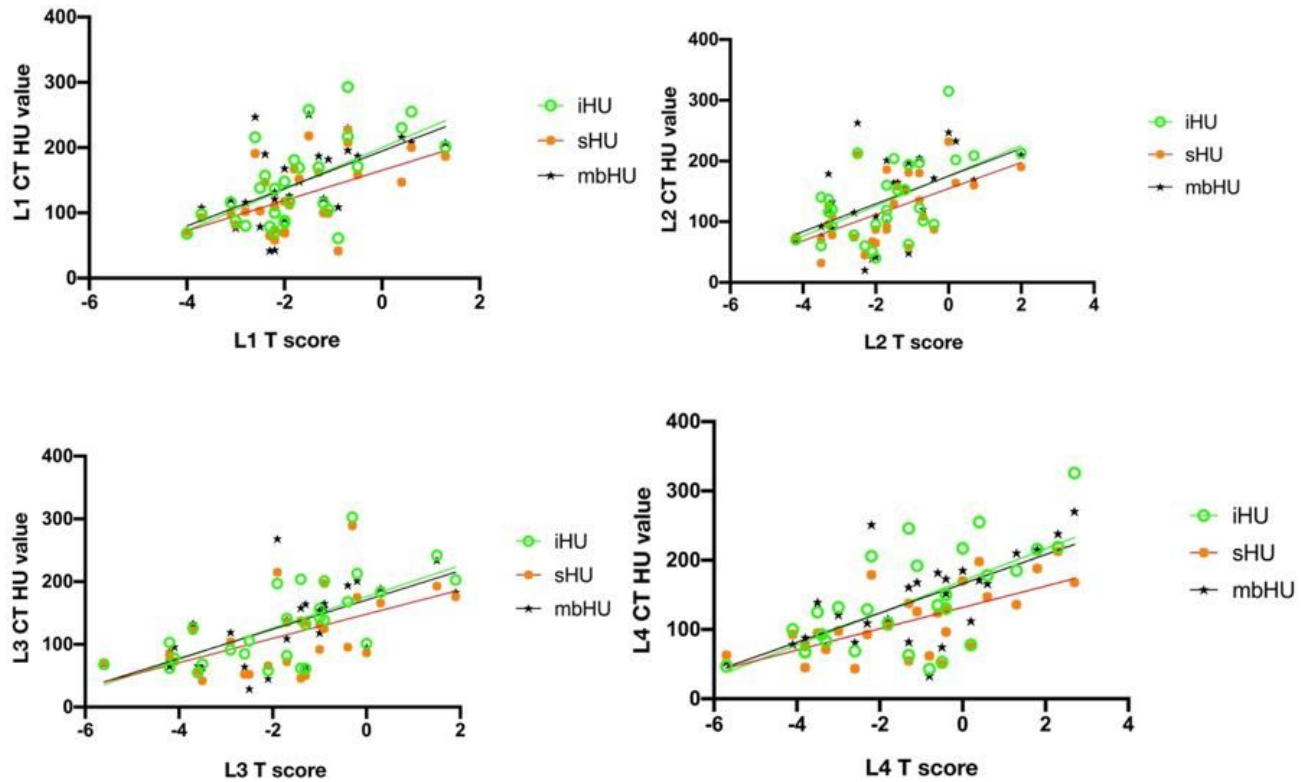 L1 CT HU value
400
300
200
100
0
-6
-4
-2
0
2
L1 T score
iHU
sHU
mbHU
L2 CT HU value
400
300
200
100
0
-6
-4
-2
0
2
4
L2 T score
iHU
sHU
mbHU
L3 CT HU value
400
300
200
100
0
-6
-4
-2
0
2
L3 T score
iHU
sHU
mbHU
L4 CT HU value
400
300
200
100
0
-6
-4
-2
0
2
4
L4 T score
iHU
sHU
mbHU